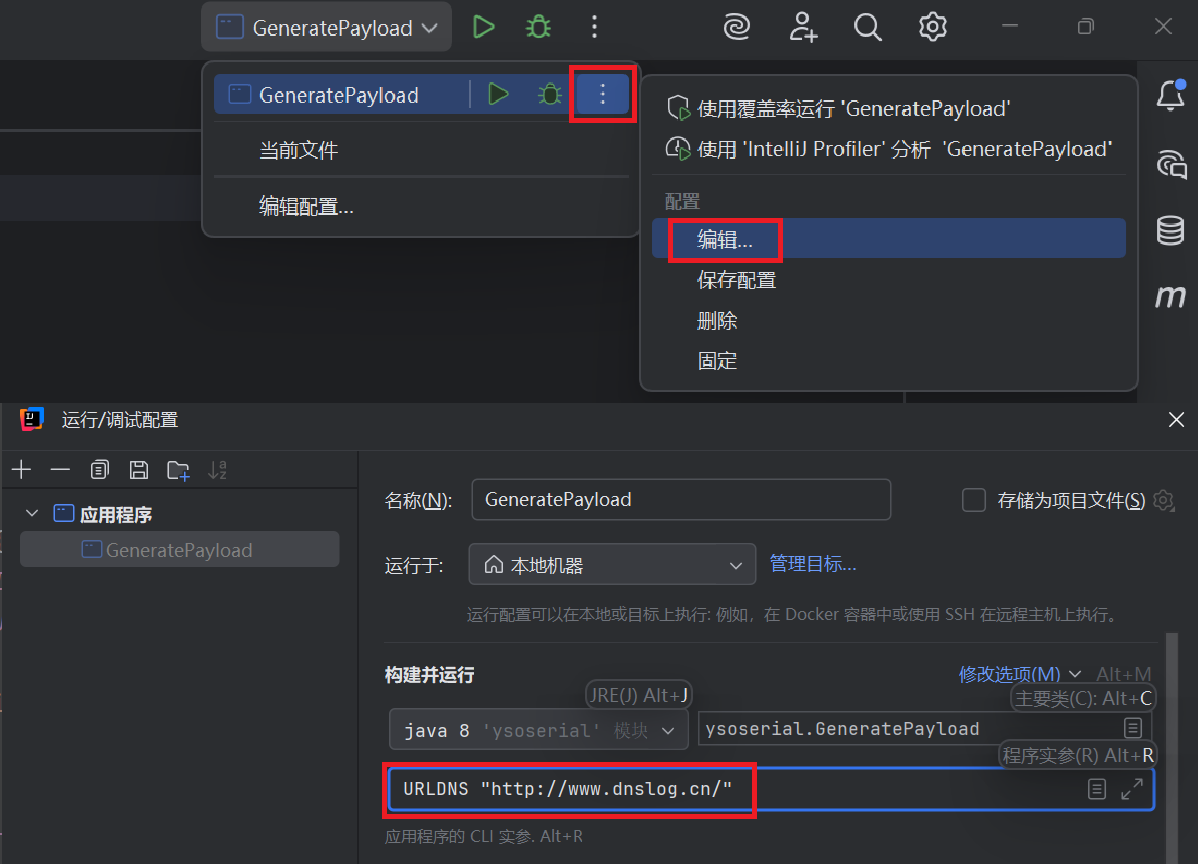 GeneratePayload
GeneratePayload
当前文件
编辑配置...
使用覆盖率运行 'GeneratePayload'
使用 'IntelliJ Profiler' 分析 'GeneratePayload'
配置
编辑...
保存配置
删除
固定
运行/调试配置
应用程序
GeneratePayload
名称(N):
GeneratePayload
存储为项目文件(S)
运行于:
本地机器
管理目标...
运行配置可以在本地或目标上执行: 例如，在 Docker 容器中或使用 SSH 在远程主机上执行。
构建并运行
修改选项(M)
Alt+M
JRE(J) Alt+J
主要类(C): Alt+C
java 8 'ysoserial' 模块
ysoserial.GeneratePayload
程序实参(R) Alt+R
URLDNS "http://www.dnslog.cn/"
应用程序的 CLI 实参. Alt+R